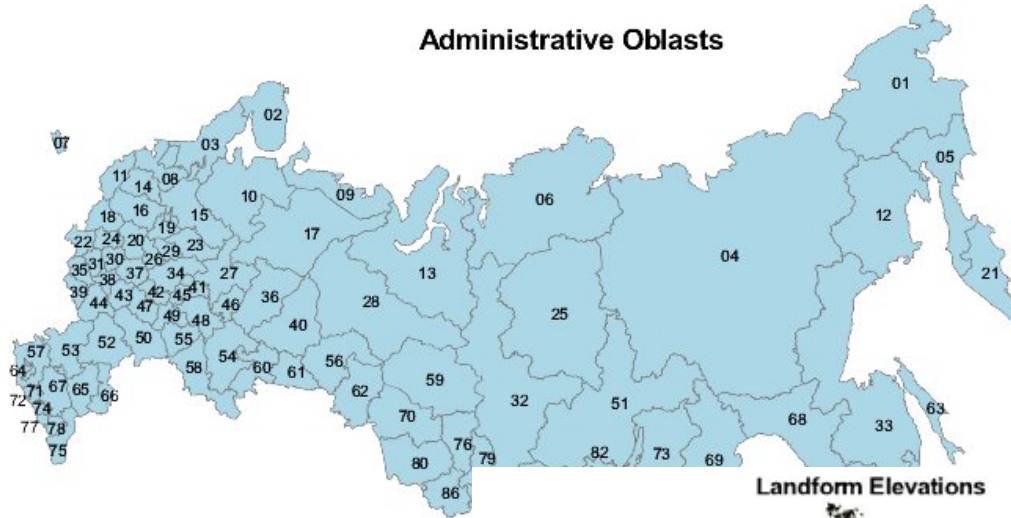 Administrative Oblasts
01
02
07 03
05
11 14 08
10 09 06
18 16 15 19 12
17
22 24 20 29 23
35 31 30 26 04
38 37 34 27 13 21
39 43 42 45 41 28
44 47 46 36 25
49 48 40
57 53 52 50 55
54 56
64 58 60 61 59
71 67 65 66 62 32 51 63
72 74 70 68 33
77 78 76 82 73 69
75 80 79
86
Landform Elevations